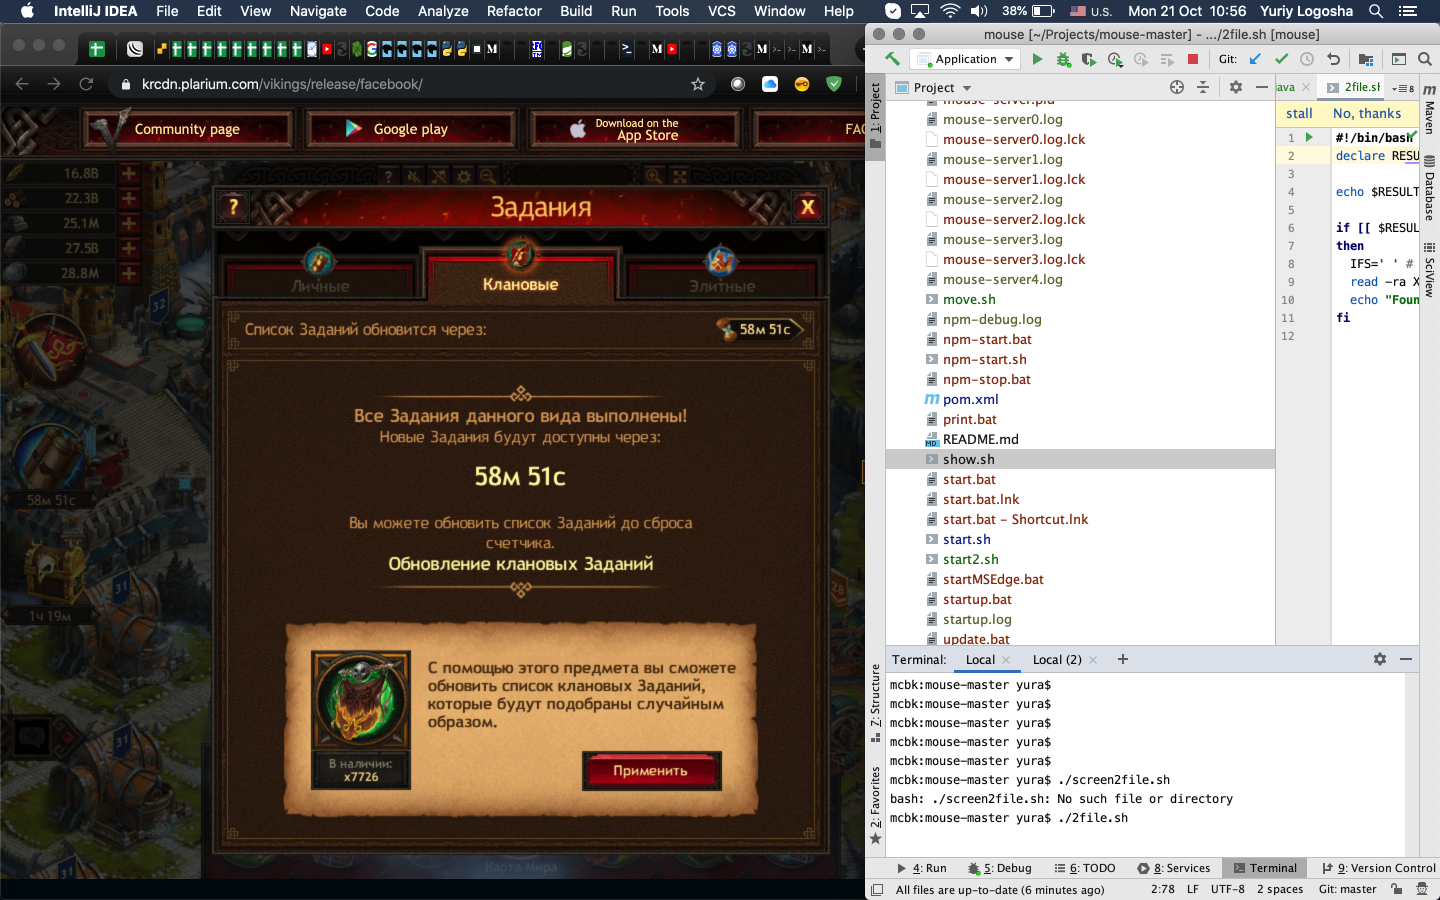 IntelliJ IDEA File Edit View Navigate Code Analyze Refactor Build Run Tools VCS Window Help 38% U.S. Mon 21 Oct 10:56 Yuriy Logosha
krcdn.plarium.com/vikings/release/facebook/
Community page
Google play
Download on the
App Store
FAQ
16.8B
22.3B
25.1M
27.5B
28.8M
?
Задания
X
Личные
Клановые
Элитные
Список Заданий обновится через:
58м 51с
32
Все Задания данного вида выполнены!
Новые Задания будут доступны через:
58м 51с
58м 51с
Вы можете обновить список Заданий до сброса
счетчика.
Обновление клановых Заданий
31
28
1ч 19м
С помощью этого предмета вы сможете
обновить список клановых Заданий,
которые будут подобраны случайным
образом.
31
В наличии:
x7726
Применить
Карта Мира
mouse [~/Projects/mouse-master] - .../2file.sh [mouse]
Application
Git:
1: Project
Project
ava
2file.sh
8
mouse-server.pid
mouse-server0.log
mouse-server0.log.lck
mouse-server1.log
mouse-server1.log.lck
mouse-server2.log
mouse-server2.log.lck
mouse-server3.log
mouse-server3.log.lck
mouse-server4.log
move.sh
npm-debug.log
npm-start.bat
npm-start.sh
npm-stop.bat
pom.xml
print.bat
README.md
show.sh
start.bat
start.bat.lnk
start.bat - Shortcut.lnk
start.sh
start2.sh
startMSEdge.bat
startup.bat
startup.log
update.bat
stall No, thanks
1 #!/bin/bash
2 declare RESU
3
4 echo $RESULT
5
6 if [[ $RESUL
7 then
8 IFS=' ' #
9 read -ra X
10 echo "Foun
11 fi
12
Maven
Database
SciView
7: Structure
2: Favorites
Terminal: Local Local (2)
mcbk:mouse-master yura$
mcbk:mouse-master yura$
mcbk:mouse-master yura$
mcbk:mouse-master yura$
mcbk:mouse-master yura$
mcbk:mouse-master yura$ ./screen2file.sh
bash: ./screen2file.sh: No such file or directory
mcbk:mouse-master yura$ ./2file.sh
4: Run 5: Debug 6: TODO 8: Services Terminal 9: Version Control
All files are up-to-date (6 minutes ago) 2:78 LF UTF-8 2 spaces Git: master